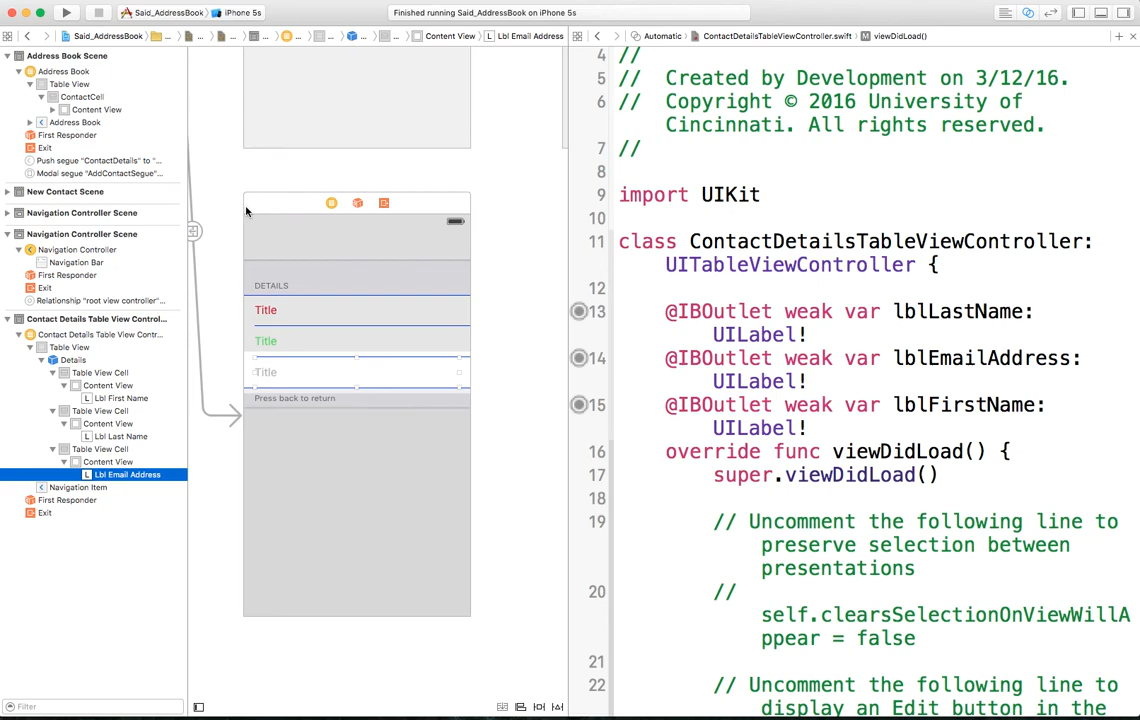 Said_AddressBook
iPhone 5s
Finished running Said_AddressBook on iPhone 5s
Said_AddressBook
...
...
...
...
...
...
...
...
Content View
L Lbl Email Address
Automatic
ContactDetailsTableViewController.swift
M viewDidLoad()
Address Book Scene
Address Book
Table View
ContactCell
Content View
Address Book
First Responder
Exit
Push segue "ContactDetails" to "...
Modal segue "AddContactSegue"...
New Contact Scene
Navigation Controller Scene
Navigation Controller Scene
Navigation Controller
Navigation Bar
First Responder
Exit
Relationship "root view controller"...
Contact Details Table View Control...
Contact Details Table View Contr...
Table View
Details
Table View Cell
Content View
L Lbl First Name
Table View Cell
Content View
L Lbl Last Name
Table View Cell
Content View
L Lbl Email Address
Navigation Item
First Responder
Exit
Filter
DETAILS
Title
Title
Title
Press back to return
4 //
5 // Created by Development on 3/12/16.
6 // Copyright © 2016 University of
Cincinnati. All rights reserved.
7 //
8
9 import UIKit
10
11 class ContactDetailsTableViewController:
UITableViewController {
12
13 @IBOutlet weak var lblLastName:
UILabel!
14 @IBOutlet weak var lblEmailAddress:
UILabel!
15 @IBOutlet weak var lblFirstName:
UILabel!
16 override func viewDidLoad() {
17 super.viewDidLoad()
18
19 // Uncomment the following line to
preserve selection between
presentations
20 //
self.clearsSelectionOnViewWillA
ppear = false
21
22 // Uncomment the following line to
display an Edit button in the